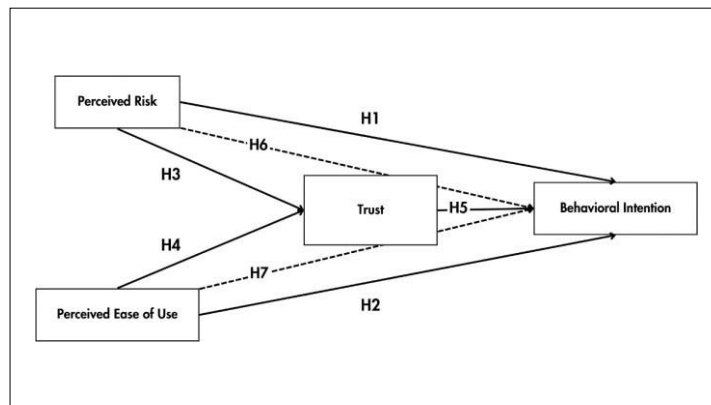 Perceived Risk
H1
H6
H3
Trust
H5
Behavioral Intention
H4
H7
Perceived Ease of Use
H2